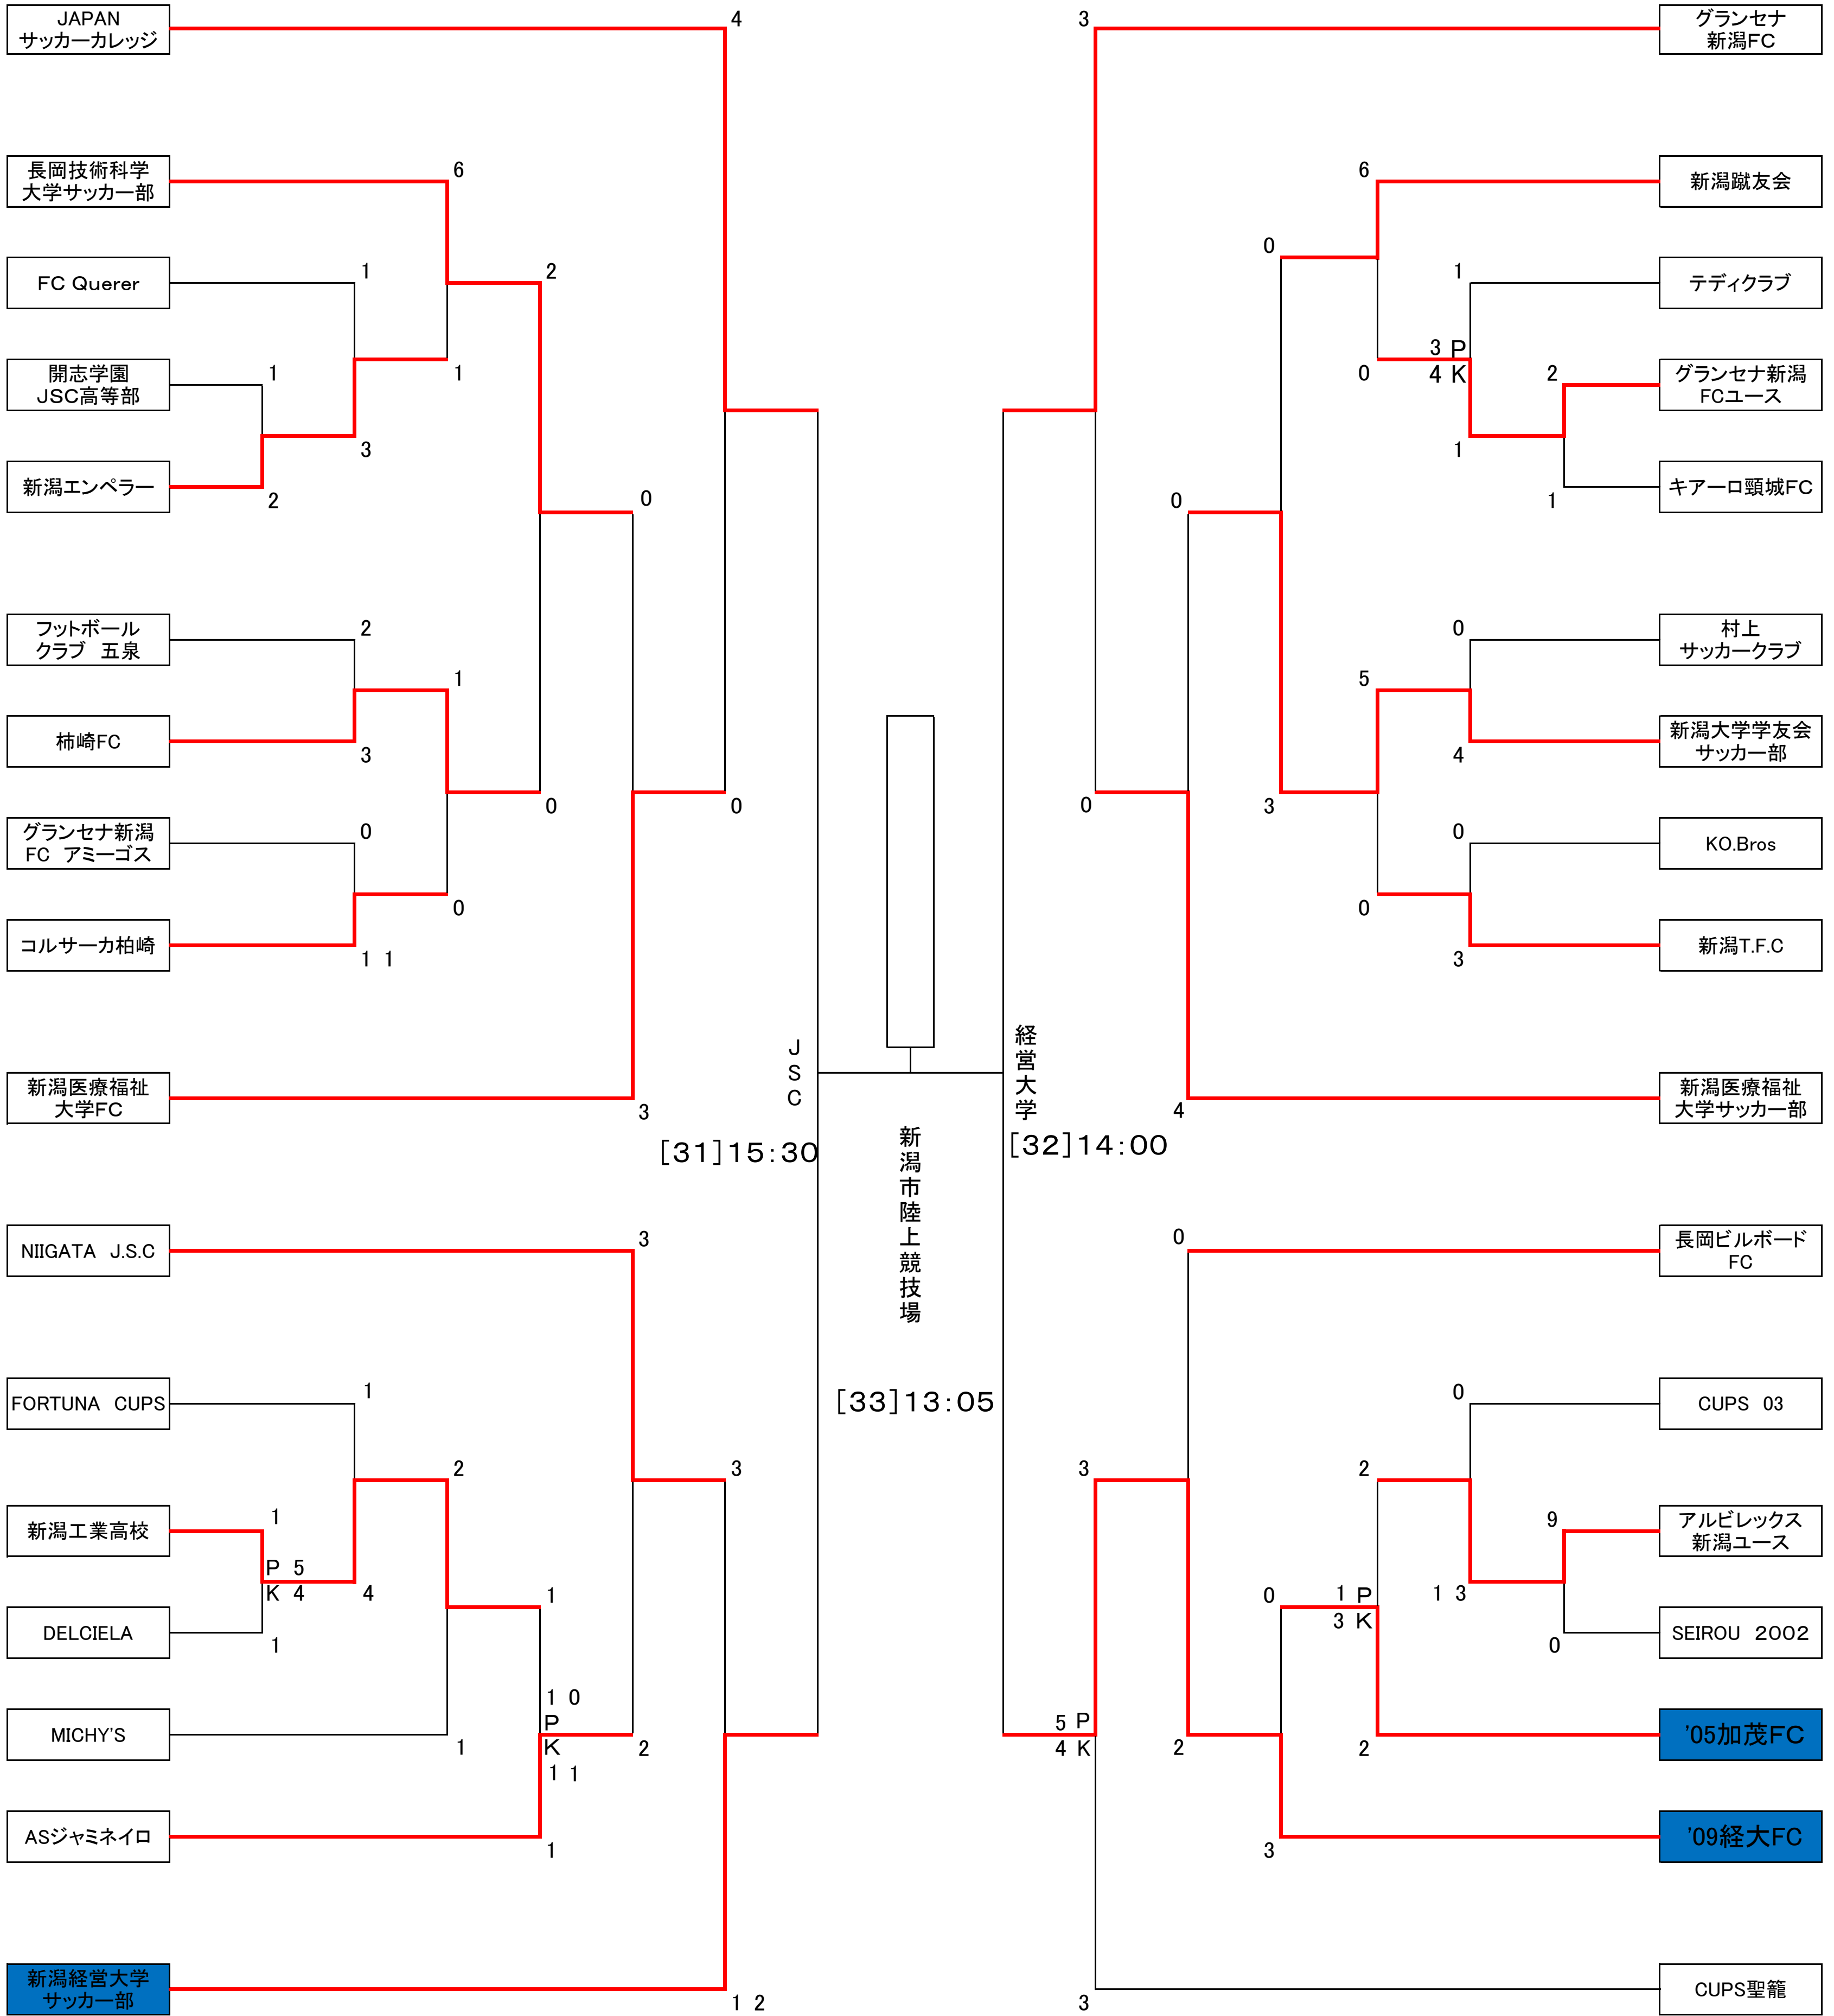 JAPAN
サッカーカレッジ
4
長岡技術科学
大学サッカー部
6
FC Querer
1
2
開志学園
JSC高等部
1
1
新潟エンペラー
2
3
0
フットボール
クラブ 五泉
2
1
柿崎FC
3
0
0
グランセナ新潟
FC アミーゴス
0
0
コルサーカ柏崎
1 1
新潟医療福祉
大学FC
3
JSC
[31]15:30
NIIGATA J.S.C
3
FORTUNA CUPS
1
2
3
新潟工業高校
1
P 5
K 4
4
1
DELCIELA
1
MICHY'S
1
1 0
P
K
1 1
2
ASジャミネイロ
1
新潟経営大学
サッカー部
1 2
新潟市陸上競技場
[33]13:05
3
グランセナ
新潟FC
6
新潟蹴友会
0
1
テディクラブ
3 P
4 K
0
2
グランセナ新潟
FCユース
1
1
キアーロ頸城FC
0
0
村上
サッカークラブ
5
4
新潟大学学友会
サッカー部
0
3
0
KO.Bros
0
3
新潟T.F.C
経営大学
[32]14:00
4
新潟医療福祉
大学サッカー部
0
長岡ビルボード
FC
0
CUPS 03
3
2
9
アルビレックス
新潟ユース
0
1 P
3 K
1 3
0
SEIROU 2002
5 P
4 K
2
2
'05加茂FC
3
'09経大FC
3
CUPS聖籠